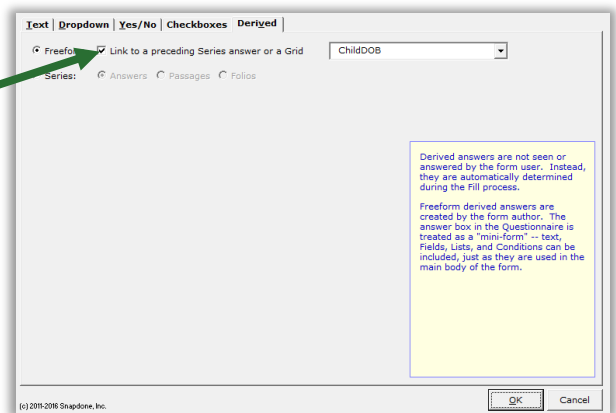 Text | Dropdown | Yes/No | Checkboxes | Derived |
Link to a preceding Series answer or a Grid ChildDOB
Series: Answers Passages Folios
Derived answers are not seen or
answered by the form user. Instead,
they are automatically determined
during the Fill process.
Freeform derived answers are
created by the form author. The
answer box in the Questionnaire is
treated as a "mini-form" -- text,
Fields, Lists, and Conditions can be
included, just as they are used in the
main body of the form.
(c) 2011-2016 Snapdone, Inc.
OK Cancel